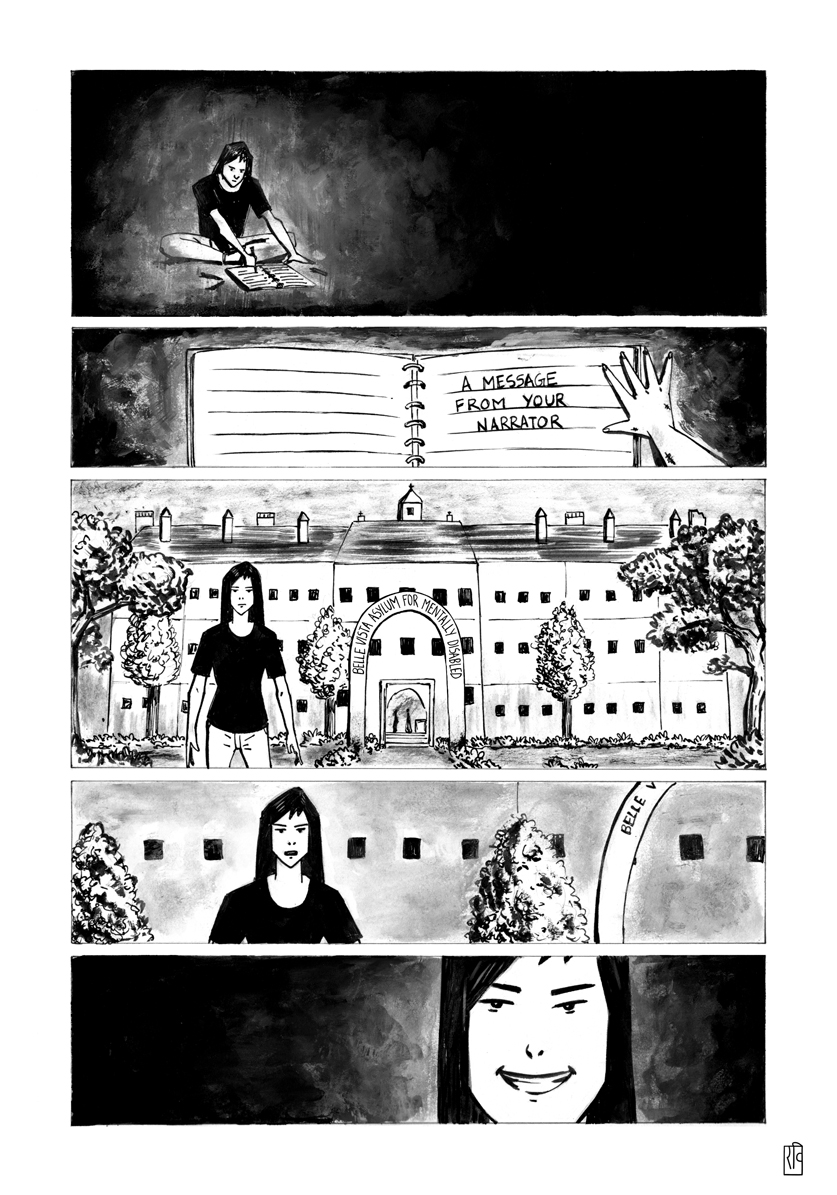 A MESSAGE
FROM YOUR
NARRATOR
BELLE VISTA ASYLUM FOR MENTALLY DISABLED
BELLE V